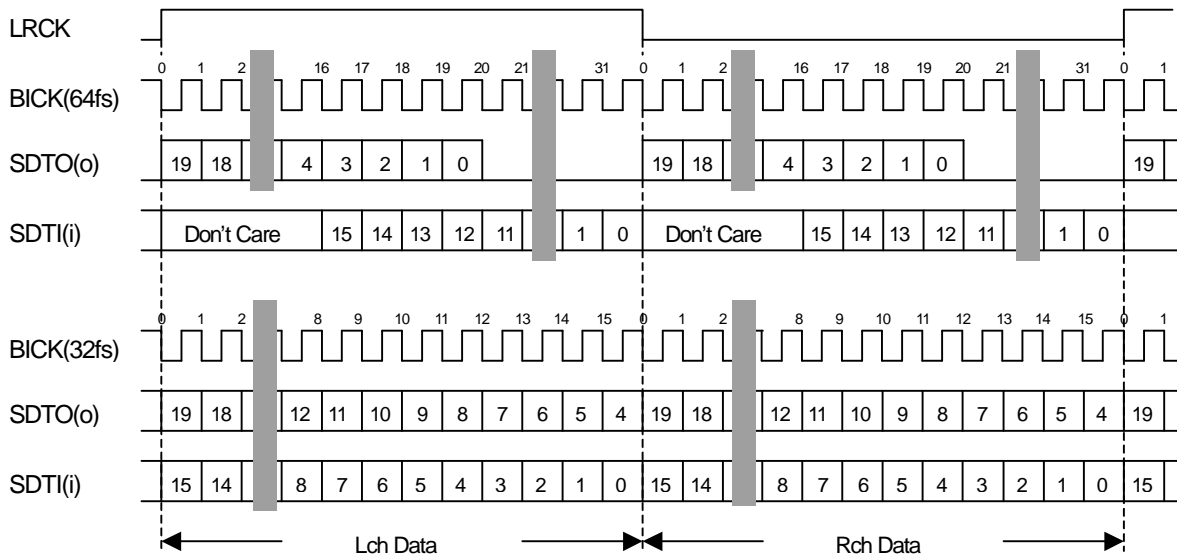 LRCK
0 1 2 16 17 18 19 20 21 31 0 1 2 16 17 18 19 20 21 31 0 1
BICK(64fs)
SDTO(o) 19 18 4 3 2 1 0 19 18 4 3 2 1 0 19
SDTI(i) Don't Care 15 14 13 12 11 1 0 Don't Care 15 14 13 12 11 1 0
0 1 2 8 9 10 11 12 13 14 15 0 1 2 8 9 10 11 12 13 14 15 0 1
BICK(32fs)
SDTO(o) 19 18 12 11 10 9 8 7 6 5 4 19 18 12 11 10 9 8 7 6 5 4 19
SDTI(i) 15 14 8 7 6 5 4 3 2 1 0 15 14 8 7 6 5 4 3 2 1 0 15
Lch Data Rch Data